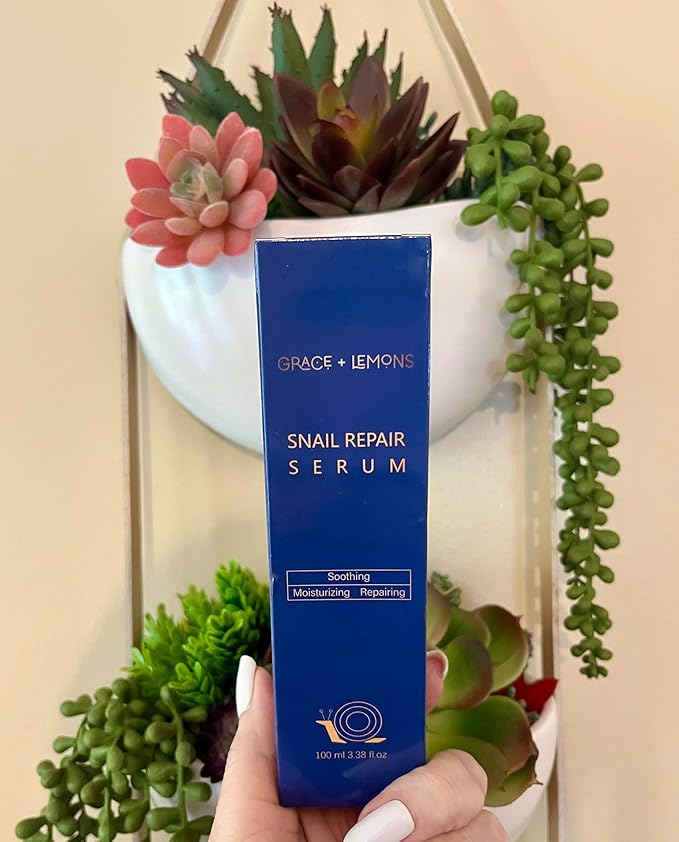 GRACE + LEMONS
SNAIL REPAIR
SERUM
Soothing
Moisturizing Repairing
100 ml 3.38 fl.oz